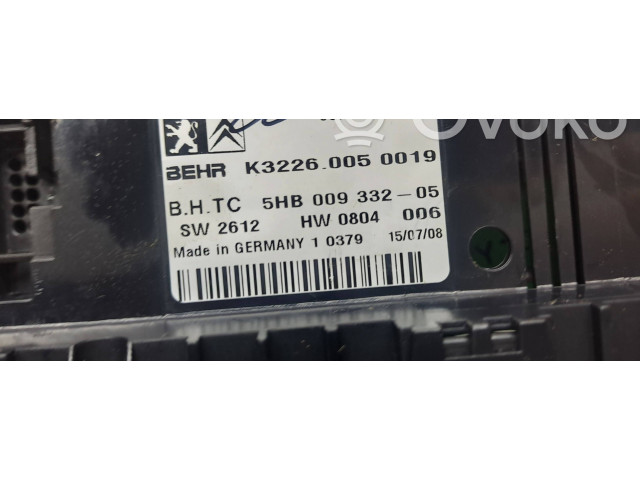 Ovoko
BEHR K3226.005 0019
B.H.TC 5HB 009 332-05
SW 2612 HW 0804 006
Made in GERMANY 1 0379 15/07/08